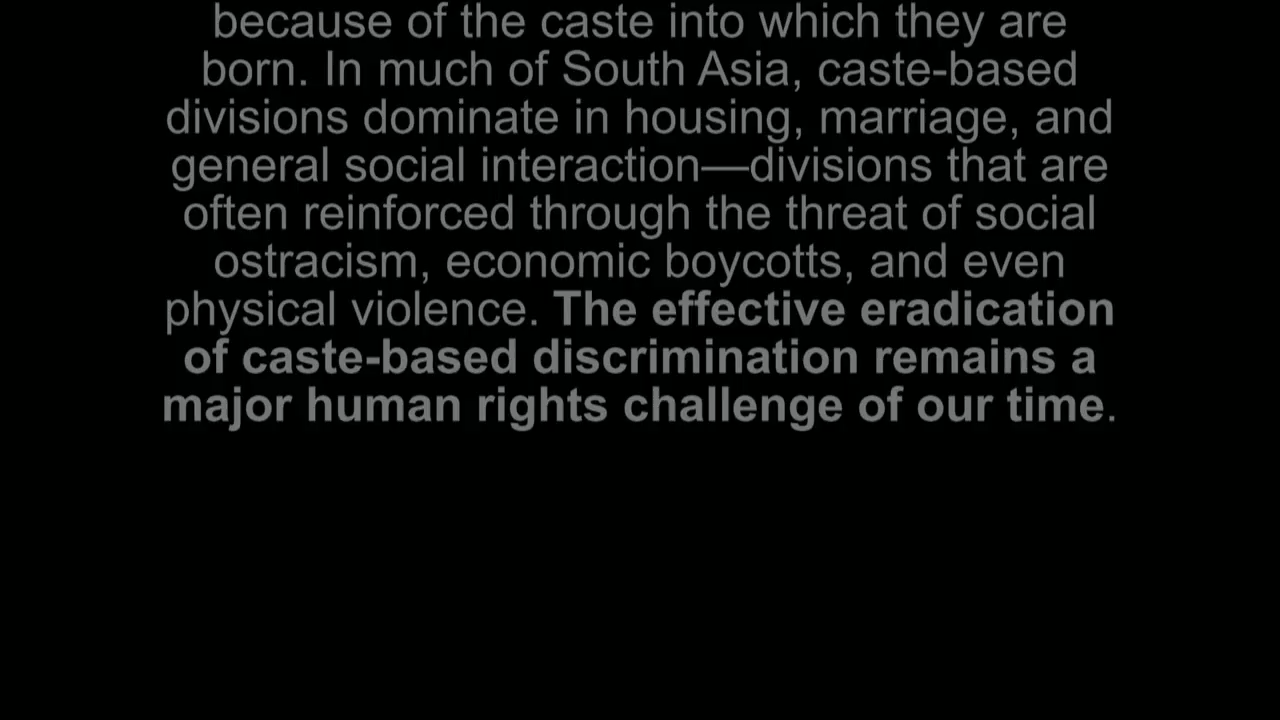 because of the caste into which they are
born. In much of South Asia, caste-based
divisions dominate in housing, marriage, and
general social interaction—divisions that are
often reinforced through the threat of social
ostracism, economic boycotts, and even
physical violence. The effective eradication
of caste-based discrimination remains a
major human rights challenge of our time.